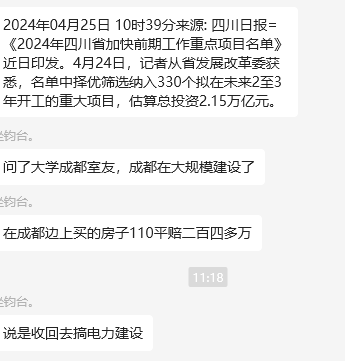 2024年04月25日 10时39分来源: 四川日报=
《2024年四川省加快前期工作重点项目名单》
近日印发。4月24日，记者从省发展改革委获
悉，名单中择优筛选纳入330个拟在未来2至3
年开工的重大项目，估算总投资2.15万亿元。
钧台。
问了大学成都室友，成都在大规模建设了
钧台。
在成都边上买的房子110平赔二百四多万
11:18
钧台。
说是收回去搞电力建设